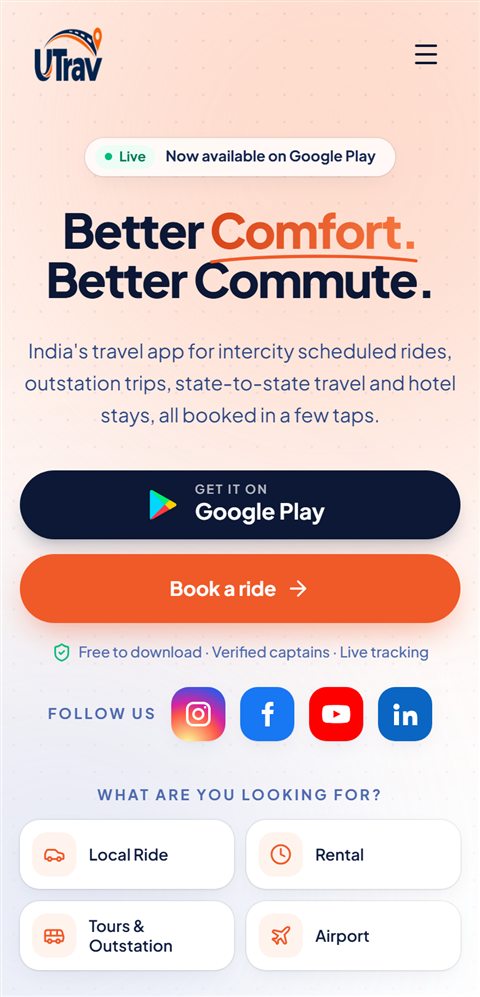 UTrav
Live Now available on Google Play
Better Comfort.
Better Commute.
India's travel app for intercity scheduled rides,
outstation trips, state-to-state travel and hotel
stays, all booked in a few taps.
GET IT ON
Google Play
Book a ride
Free to download · Verified captains · Live tracking
FOLLOW US
WHAT ARE YOU LOOKING FOR?
Local Ride
Rental
Tours &
Outstation
Airport